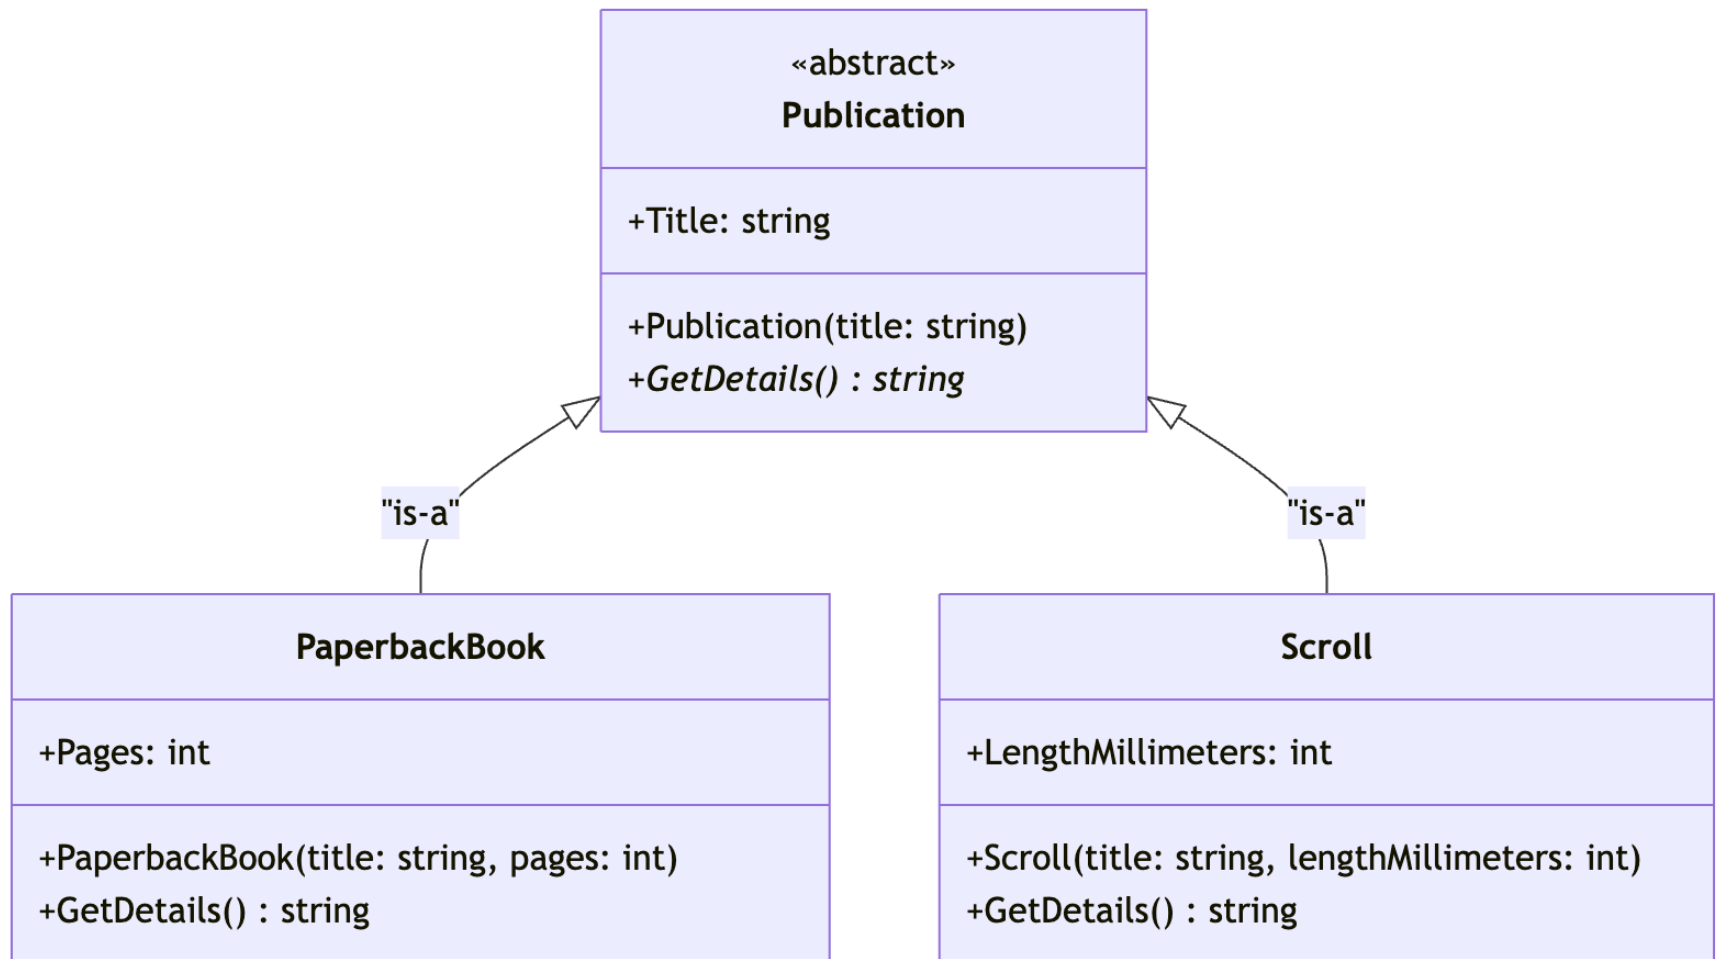 «abstract»
Publication
+Title: string
+Publication(title: string)
+GetDetails() : string
"is-a"
"is-a"
PaperbackBook
+Pages: int
+PaperbackBook(title: string, pages: int)
+GetDetails() : string
Scroll
+LengthMillimeters: int
+Scroll(title: string, lengthMillimeters: int)
+GetDetails() : string